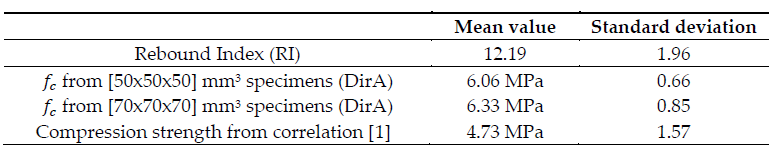 Mean value Standard deviation
Rebound Index (RI) 12.19 1.96
fc from [50x50x50] mm³ specimens (DirA) 6.06 MPa 0.66
fc from [70x70x70] mm³ specimens (DirA) 6.33 MPa 0.85
Compression strength from correlation [1] 4.73 MPa 1.57